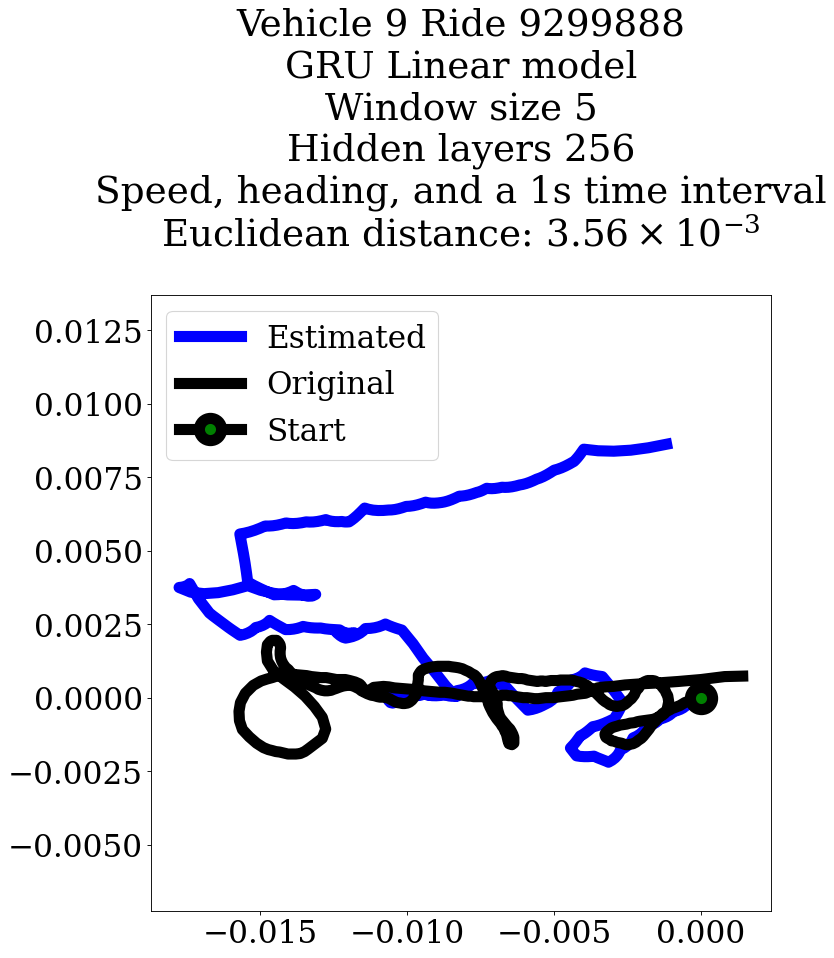 Vehicle 9 Ride 9299888
GRU Linear model
Window size 5
Hidden layers 256
Speed, heading, and a 1s time interval
Euclidean distance: 3.56 × 10⁻³
Estimated
Original
Start
0.0125
0.0100
0.0075
0.0050
0.0025
0.0000
−0.0025
−0.0050
−0.015 −0.010 −0.005 0.000